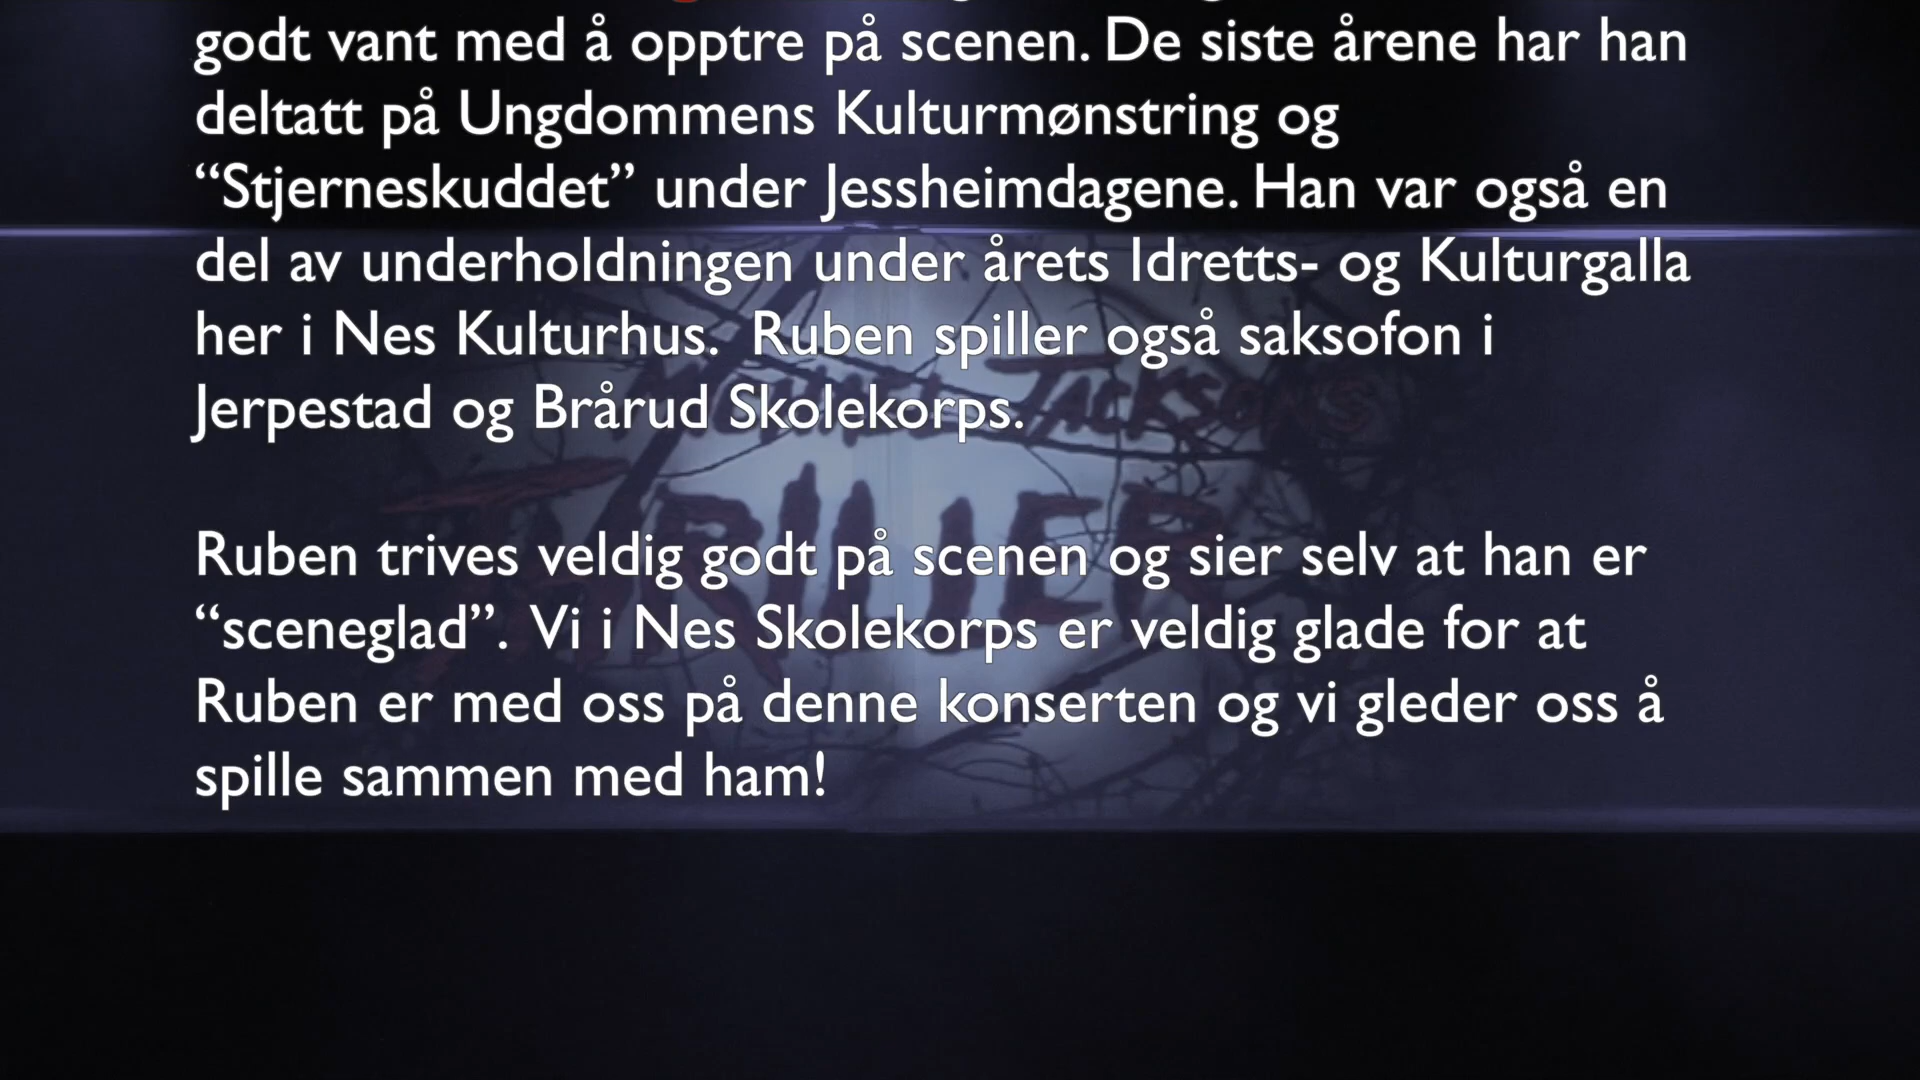 godt vant med å opptre på scenen. De siste årene har han
deltatt på Ungdommens Kulturmønstring og
“Stjerneskuddet” under Jessheimdagene. Han var også en
del av underholdningen under årets Idretts- og Kulturgalla
her i Nes Kulturhus.  Ruben spiller også saksofon i
Jerpestad og Brårud Skolekorps.
MICHAEL JACKSON'S
THRILLER
Ruben trives veldig godt på scenen og sier selv at han er
“sceneglad”.  Vi i Nes Skolekorps er veldig glade for at
Ruben er med oss på denne konserten og vi gleder oss å
spille sammen med ham!